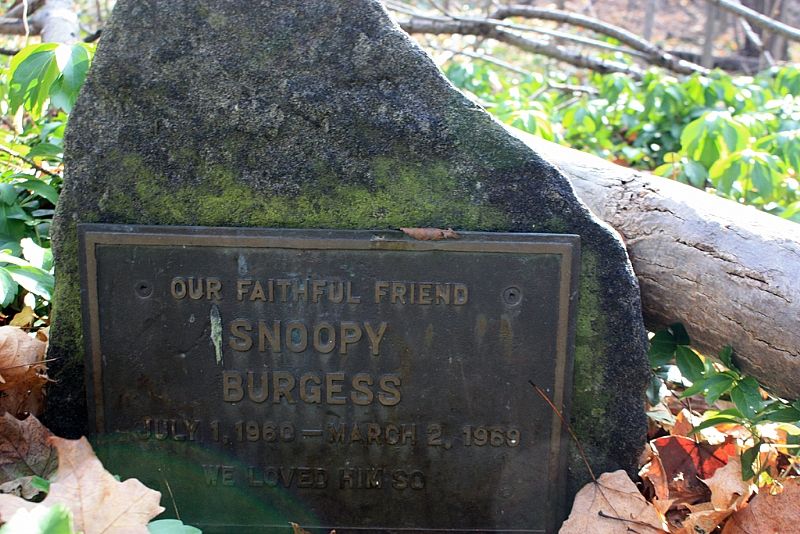 OUR FAITHFUL FRIEND
SNOOPY
BURGESS
JULY 1, 1960 — MARCH 2, 1969
WE LOVED HIM SO